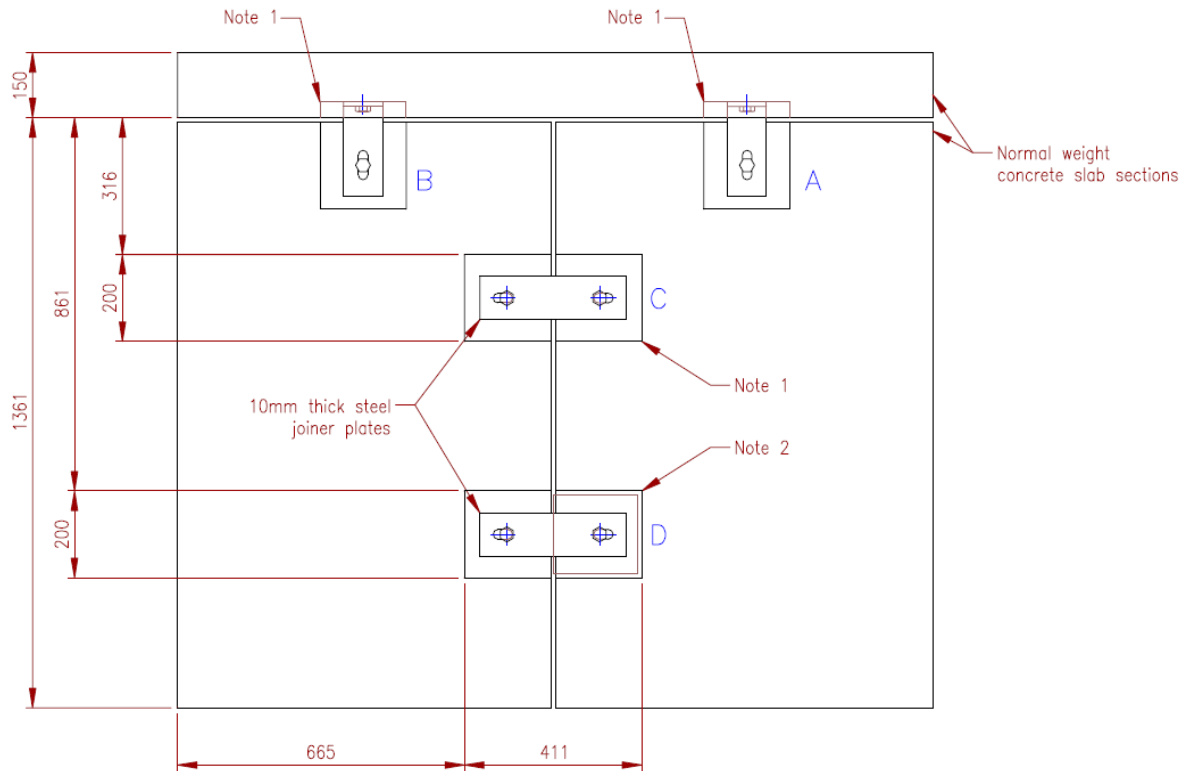 Note 1
Note 1
150
Normal weight
concrete slab sections
B
A
316
861
200
C
1361
Note 1
10mm thick steel
joiner plates
Note 2
200
D
665
411